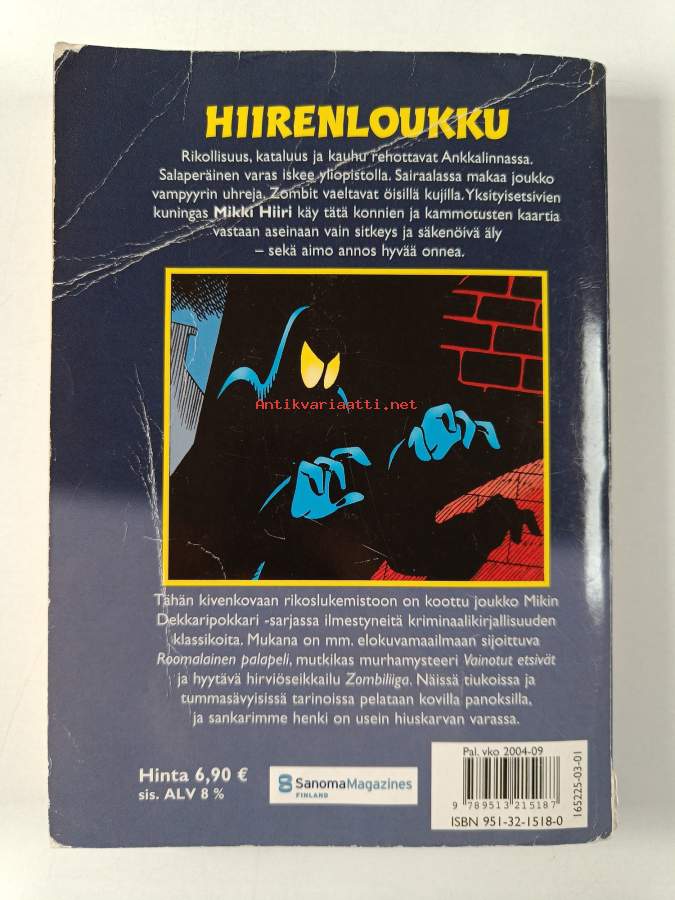 HIIRENLOUKKU
Rikollisuus, kataluus ja kauhu rehottavat Ankkalinnassa.
Salaperäinen varas iskee yliopistolla. Sairaalassa makaa joukko
vampyyrin uhreja. Zombit vaeltavat öisillä kujilla. Yksityisetsivien
kuningas Mikki Hiiri käy tätä konnien ja kammotusten kaartia
vastaan aseinaan vain sitkeys ja säkenöivä äly
– sekä aimo annos hyvää onnea.
Antikvariaatti.net
Tähän kivenkovaan rikoslukemistoon on koottu joukko Mikin
Dekkaripokkari -sarjassa ilmestyneitä kriminaalikirjallisuuden
klassikoita. Mukana on mm. elokuvamaailmaan sijoittuva
Roomalainen palapeli, mutkikas murhamysteeri Vainotut etsivät
ja hyytävä hirviöseikkailu Zombiliiga. Näissä tiukoissa ja
tummasävyisissä tarinoissa pelataan kovilla panoksilla,
ja sankarimme henki on usein hiuskarvan varassa.
Hinta 6,90 €
sis. ALV 8 %
SanomaMagazines
FINLAND
Pal. vko 2004-09
9 789513 215187
ISBN 951-32-1518-0
165225-03-01